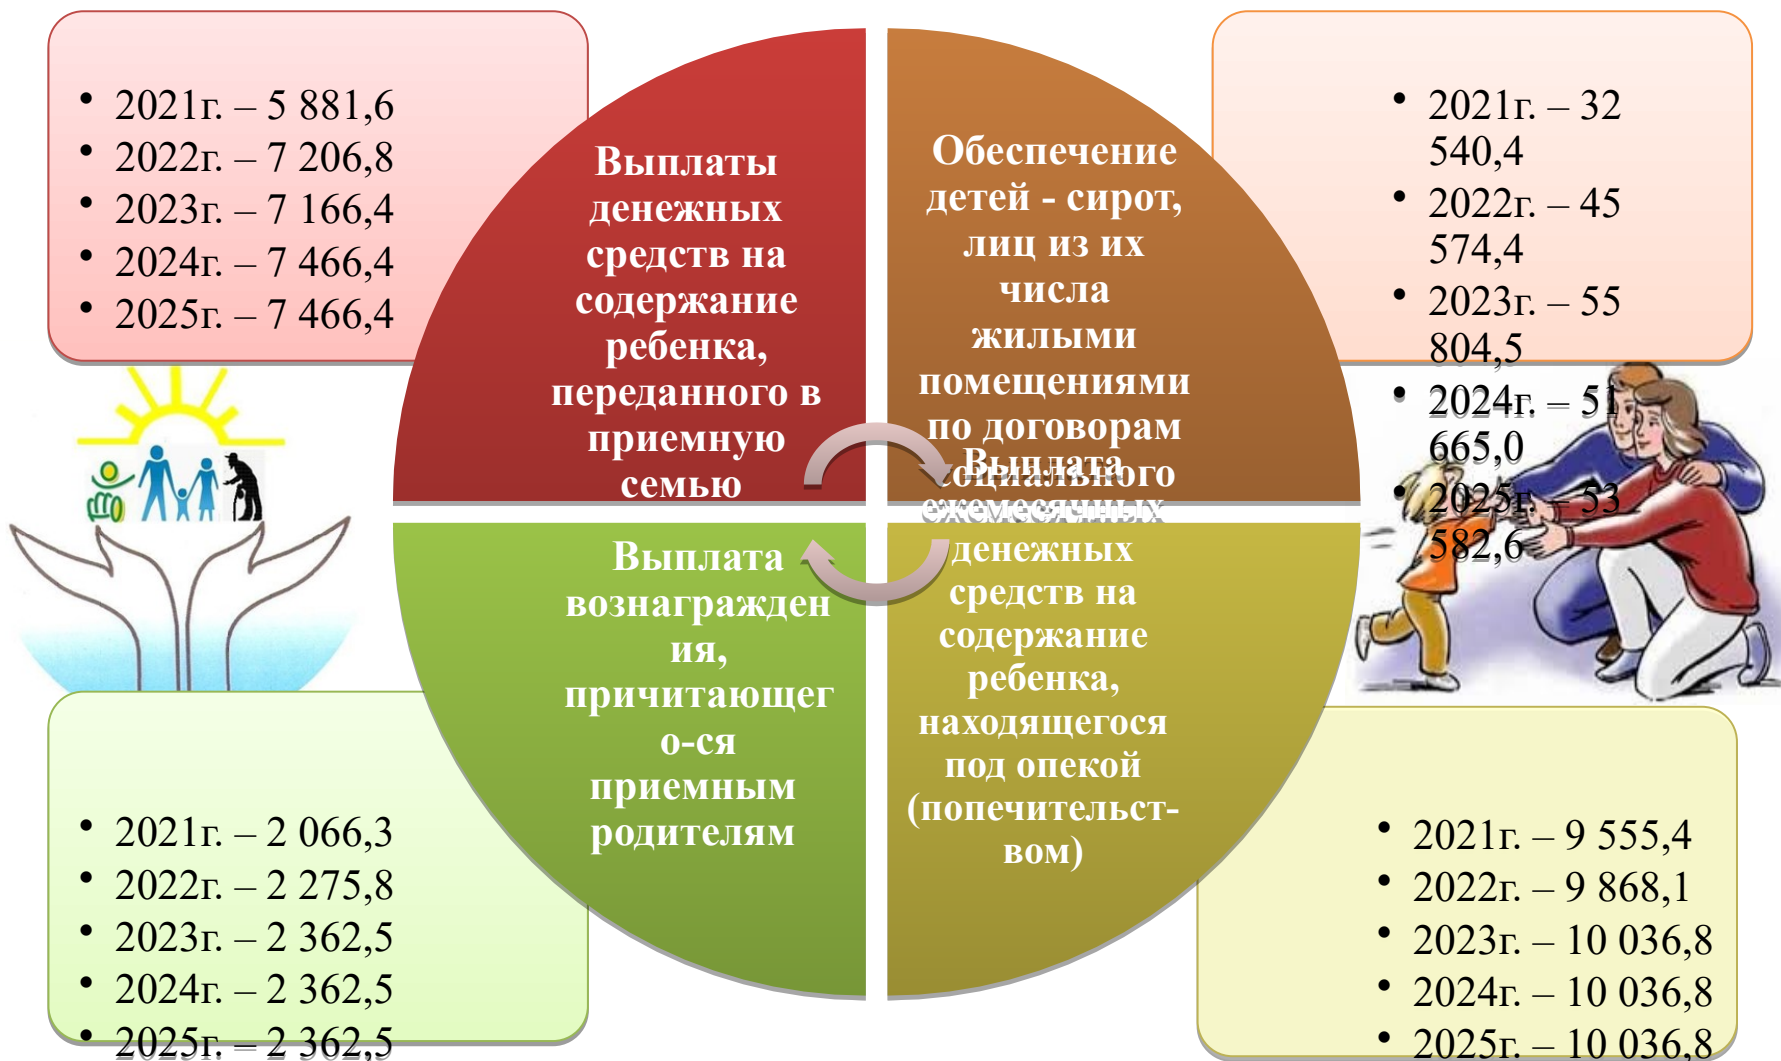 2021г. – 5 881,6
2022г. – 7 206,8
2023г. – 7 166,4
2024г. – 7 466,4
2025г. – 7 466,4
Выплаты
денежных
средств на
содержание
ребенка,
переданного в
приемную
семью
Обеспечение
детей - сирот,
лиц из их
числа
жилыми
помещениями
по договорам
социального
2021г. – 32
540,4
2022г. – 45
574,4
2023г. – 55
804,5
2024г. – 51
665,0
2025г. – 53
582,6
Выплата
вознагражден
ия,
причитающег
о-ся
приемным
родителям
Выплата
ежемесячных
денежных
средств на
содержание
ребенка,
находящегося
под опекой
(попечительст-
вом)
2021г. – 2 066,3
2022г. – 2 275,8
2023г. – 2 362,5
2024г. – 2 362,5
2025г. – 2 362,5
2021г. – 9 555,4
2022г. – 9 868,1
2023г. – 10 036,8
2024г. – 10 036,8
2025г. – 10 036,8